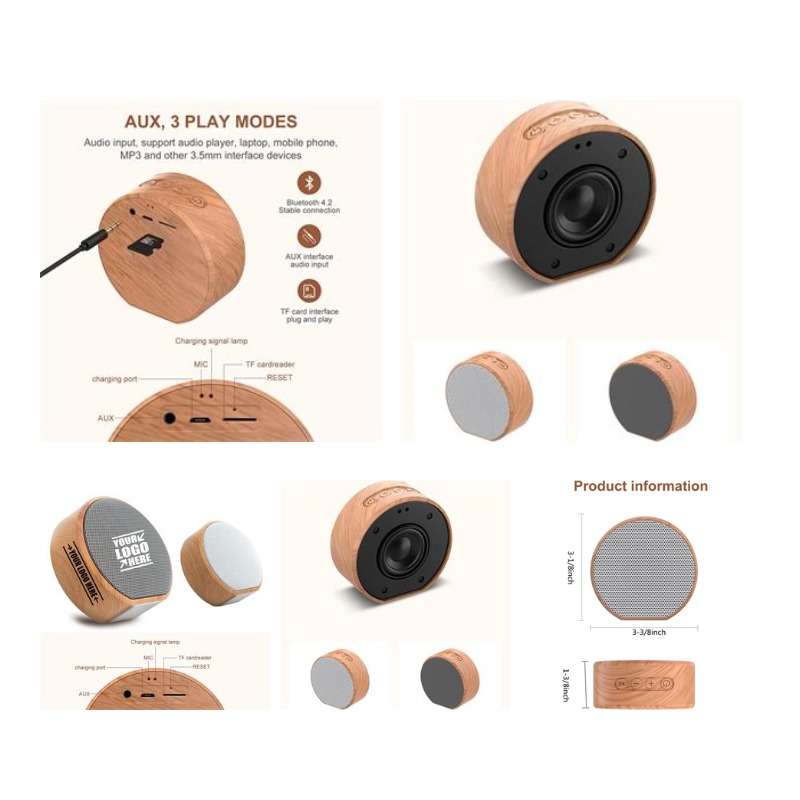 AUX, 3 PLAY MODES
Audio input, support audio player, laptop, mobile phone,
MP3 and other 3.5mm interface devices
Bluetooth 4.2
Stable connection
AUX interface
audio input
TF card interface
plug and play
Charging signal lamp
MIC
TF cardreader
charging port
RESET
AUX
YOUR
LOGO
HERE
YOUR LOGO HERE
Charging signal lamp
MIC
TF cardreader
charging port
RESET
AUX
Product information
3-1/8inch
3-3/8inch
1-3/8inch